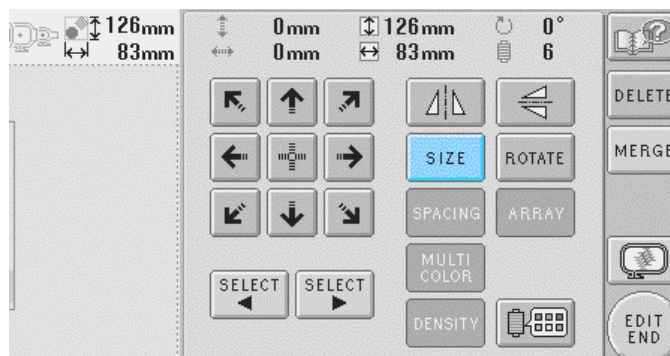 126mm
83mm
0mm 126mm 0°
0mm 83mm 6
DELETE
SIZE ROTATE MERGE
SPACING ARRAY
MULTI
COLOR
SELECT SELECT
DENSITY
EDIT
END